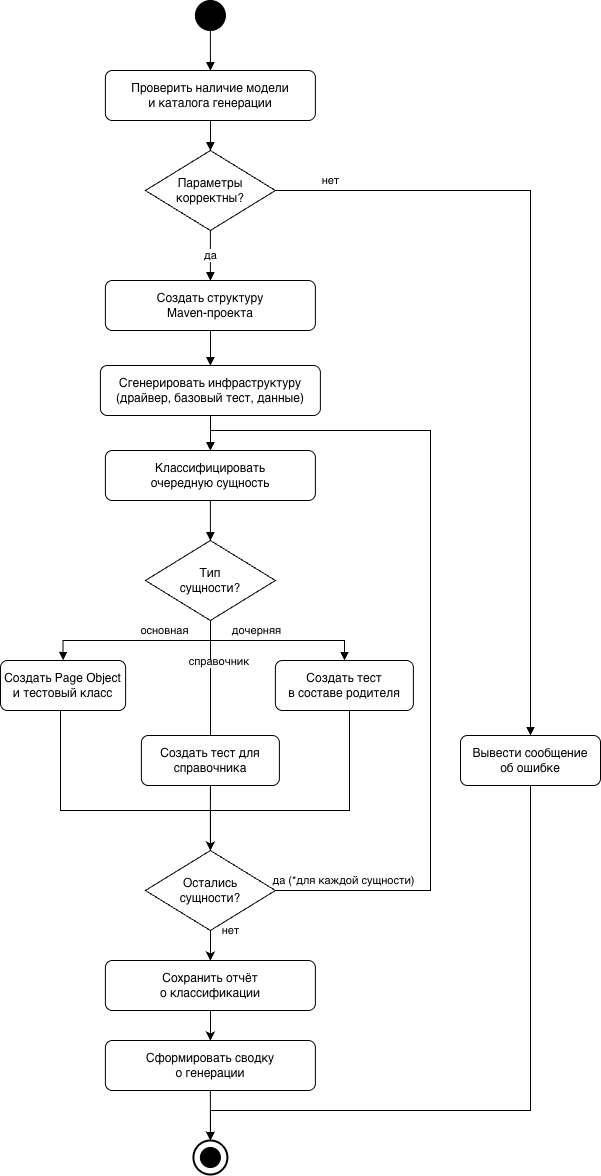 Проверить наличие модели
и каталога генерации
Параметры
корректны?
нет
да
Создать структуру
Maven-проекта
Сгенерировать инфраструктуру
(драйвер, базовый тест, данные)
Классифицировать
очередную сущность
Тип
сущности?
основная
дочерняя
справочник
Создать Page Object
и тестовый класс
Создать тест
в составе родителя
Создать тест для
справочника
Вывести сообщение
об ошибке
Остались
сущности?
да (*для каждой сущности)
нет
Сохранить отчёт
о классификации
Сформировать сводку
о генерации